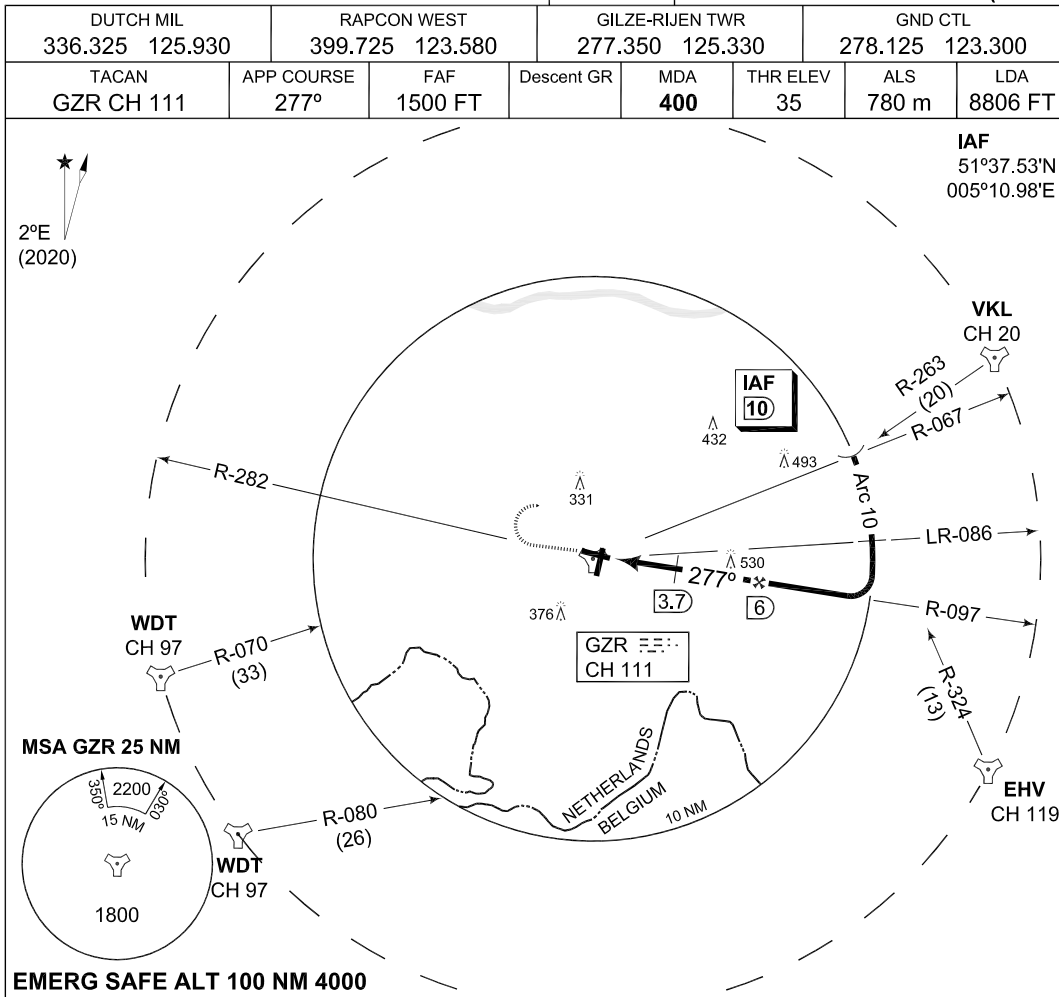 DUTCH MIL
336.325 125.930
RAPCON WEST
399.725 123.580
GILZE-RIJEN TWR
277.350 125.330
GND CTL
278.125 123.300
TACAN
GZR CH 111
APP COURSE
277º
FAF
1500 FT
Descent GR
MDA
400
THR ELEV
35
ALS
780 m
LDA
8806 FT
IAF
51º37.53'N
005º10.98'E
2ºE
(2020)
VKL
CH 20
R-263
(20)
R-067
IAF
10
432
493
331
Arc 10
R-282
LR-086
530
277º
3.7
6
376
R-097
GZR
CH 111
WDT
CH 97
R-070
(33)
R-324
(13)
EHV
CH 119
NETHERLANDS
BELGIUM
10 NM
MSA GZR 25 NM
350º
2200
030º
15 NM
1800
R-080
(26)
WDT
CH 97
EMERG SAFE ALT 100 NM 4000